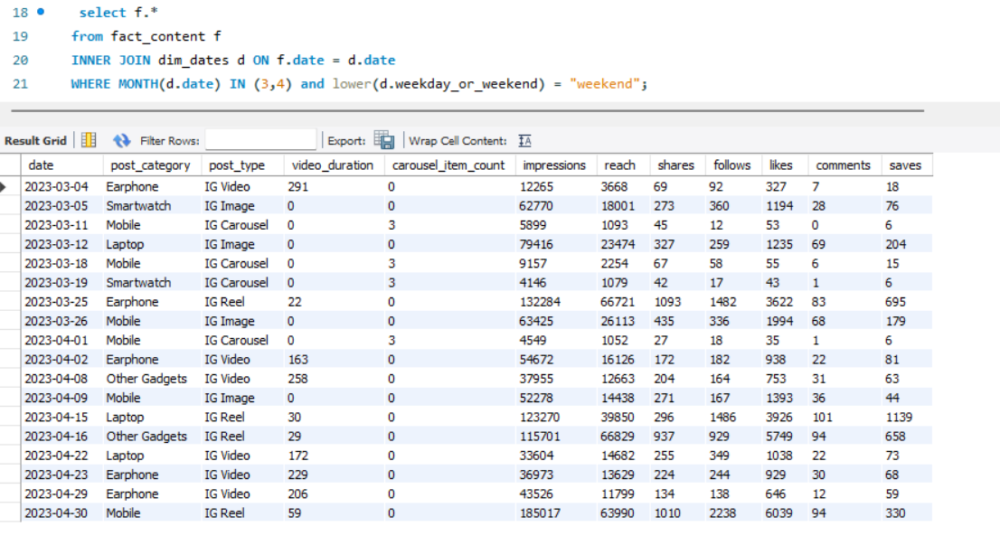 18 select f.*
19 from fact_content f
20 INNER JOIN dim_dates d ON f.date = d.date
21 WHERE MONTH(d.date) IN (3,4) and lower(d.weekday_or_weekend) = "weekend";
Result Grid Filter Rows: Export: Wrap Cell Content: IA
date post_category post_type video_duration carousel_item_count impressions reach shares follows likes comments saves
2023-03-04 Earphone IG Video 291 0 12265 3668 69 92 327 7 18
2023-03-05 Smartwatch IG Image 0 0 62770 18001 273 360 1194 28 76
2023-03-11 Mobile IG Carousel 0 3 5899 1093 45 12 53 0 6
2023-03-12 Laptop IG Image 0 0 79416 23474 327 259 1235 69 204
2023-03-18 Mobile IG Carousel 0 3 9157 2254 67 58 55 6 15
2023-03-19 Smartwatch IG Carousel 0 3 4146 1079 42 17 43 1 6
2023-03-25 Earphone IG Reel 22 0 132284 66721 1093 1482 3622 83 695
2023-03-26 Mobile IG Image 0 0 63425 26113 435 336 1994 68 179
2023-04-01 Mobile IG Carousel 0 3 4549 1052 27 18 35 1 6
2023-04-02 Earphone IG Video 163 0 54672 16126 172 182 938 22 81
2023-04-08 Other Gadgets IG Video 258 0 37955 12663 204 164 753 31 63
2023-04-09 Mobile IG Image 0 0 52278 14438 271 167 1393 36 44
2023-04-15 Laptop IG Reel 30 0 123270 39850 296 1486 3926 101 1139
2023-04-16 Other Gadgets IG Reel 29 0 115701 66829 937 929 5749 94 658
2023-04-22 Laptop IG Video 172 0 33604 14682 255 349 1038 22 73
2023-04-23 Earphone IG Video 229 0 36973 13629 224 244 929 30 68
2023-04-29 Earphone IG Video 206 0 43526 11799 134 138 646 12 59
2023-04-30 Mobile IG Reel 59 0 185017 63990 1010 2238 6039 94 330